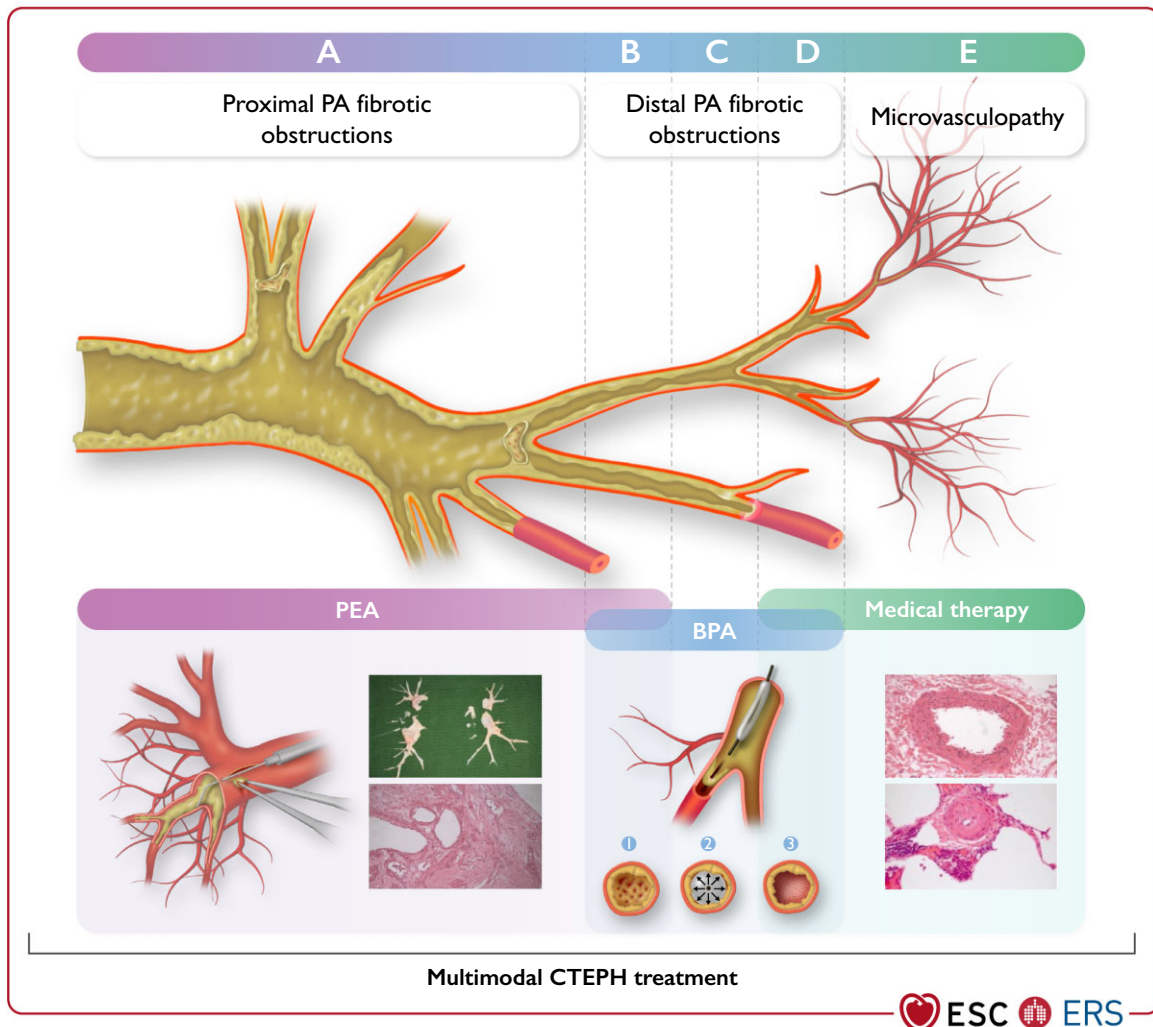 A B C D E
Proximal PA fibrotic
obstructions
Distal PA fibrotic
obstructions
Microvasculopathy
PEA
BPA
Medical therapy
1 2 3
Multimodal CTEPH treatment
ESC ERS